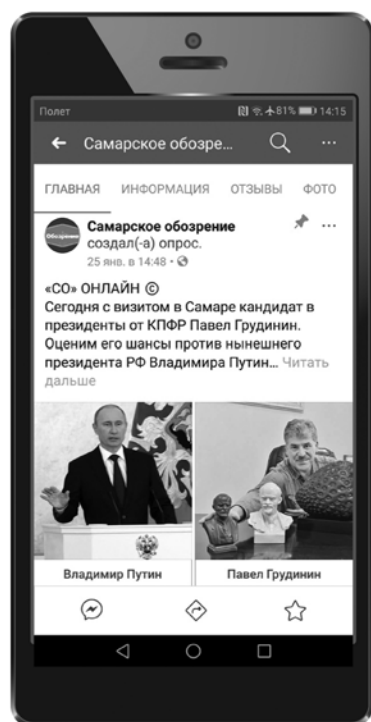 Полет 81% 14:15
Самарское обозре...
ГЛАВНАЯ ИНФОРМАЦИЯ ОТЗЫВЫ ФОТО
Обозрение
Самарское обозрение
создал(-а) опрос.
25 янв. в 14:48 •
«СО» ОНЛАЙН ©
Сегодня с визитом в Самаре кандидат в
президенты от КПФР Павел Грудинин.
Оценим его шансы против нынешнего
президента РФ Владимира Путин... Читать
дальше
Владимир Путин Павел Грудинин